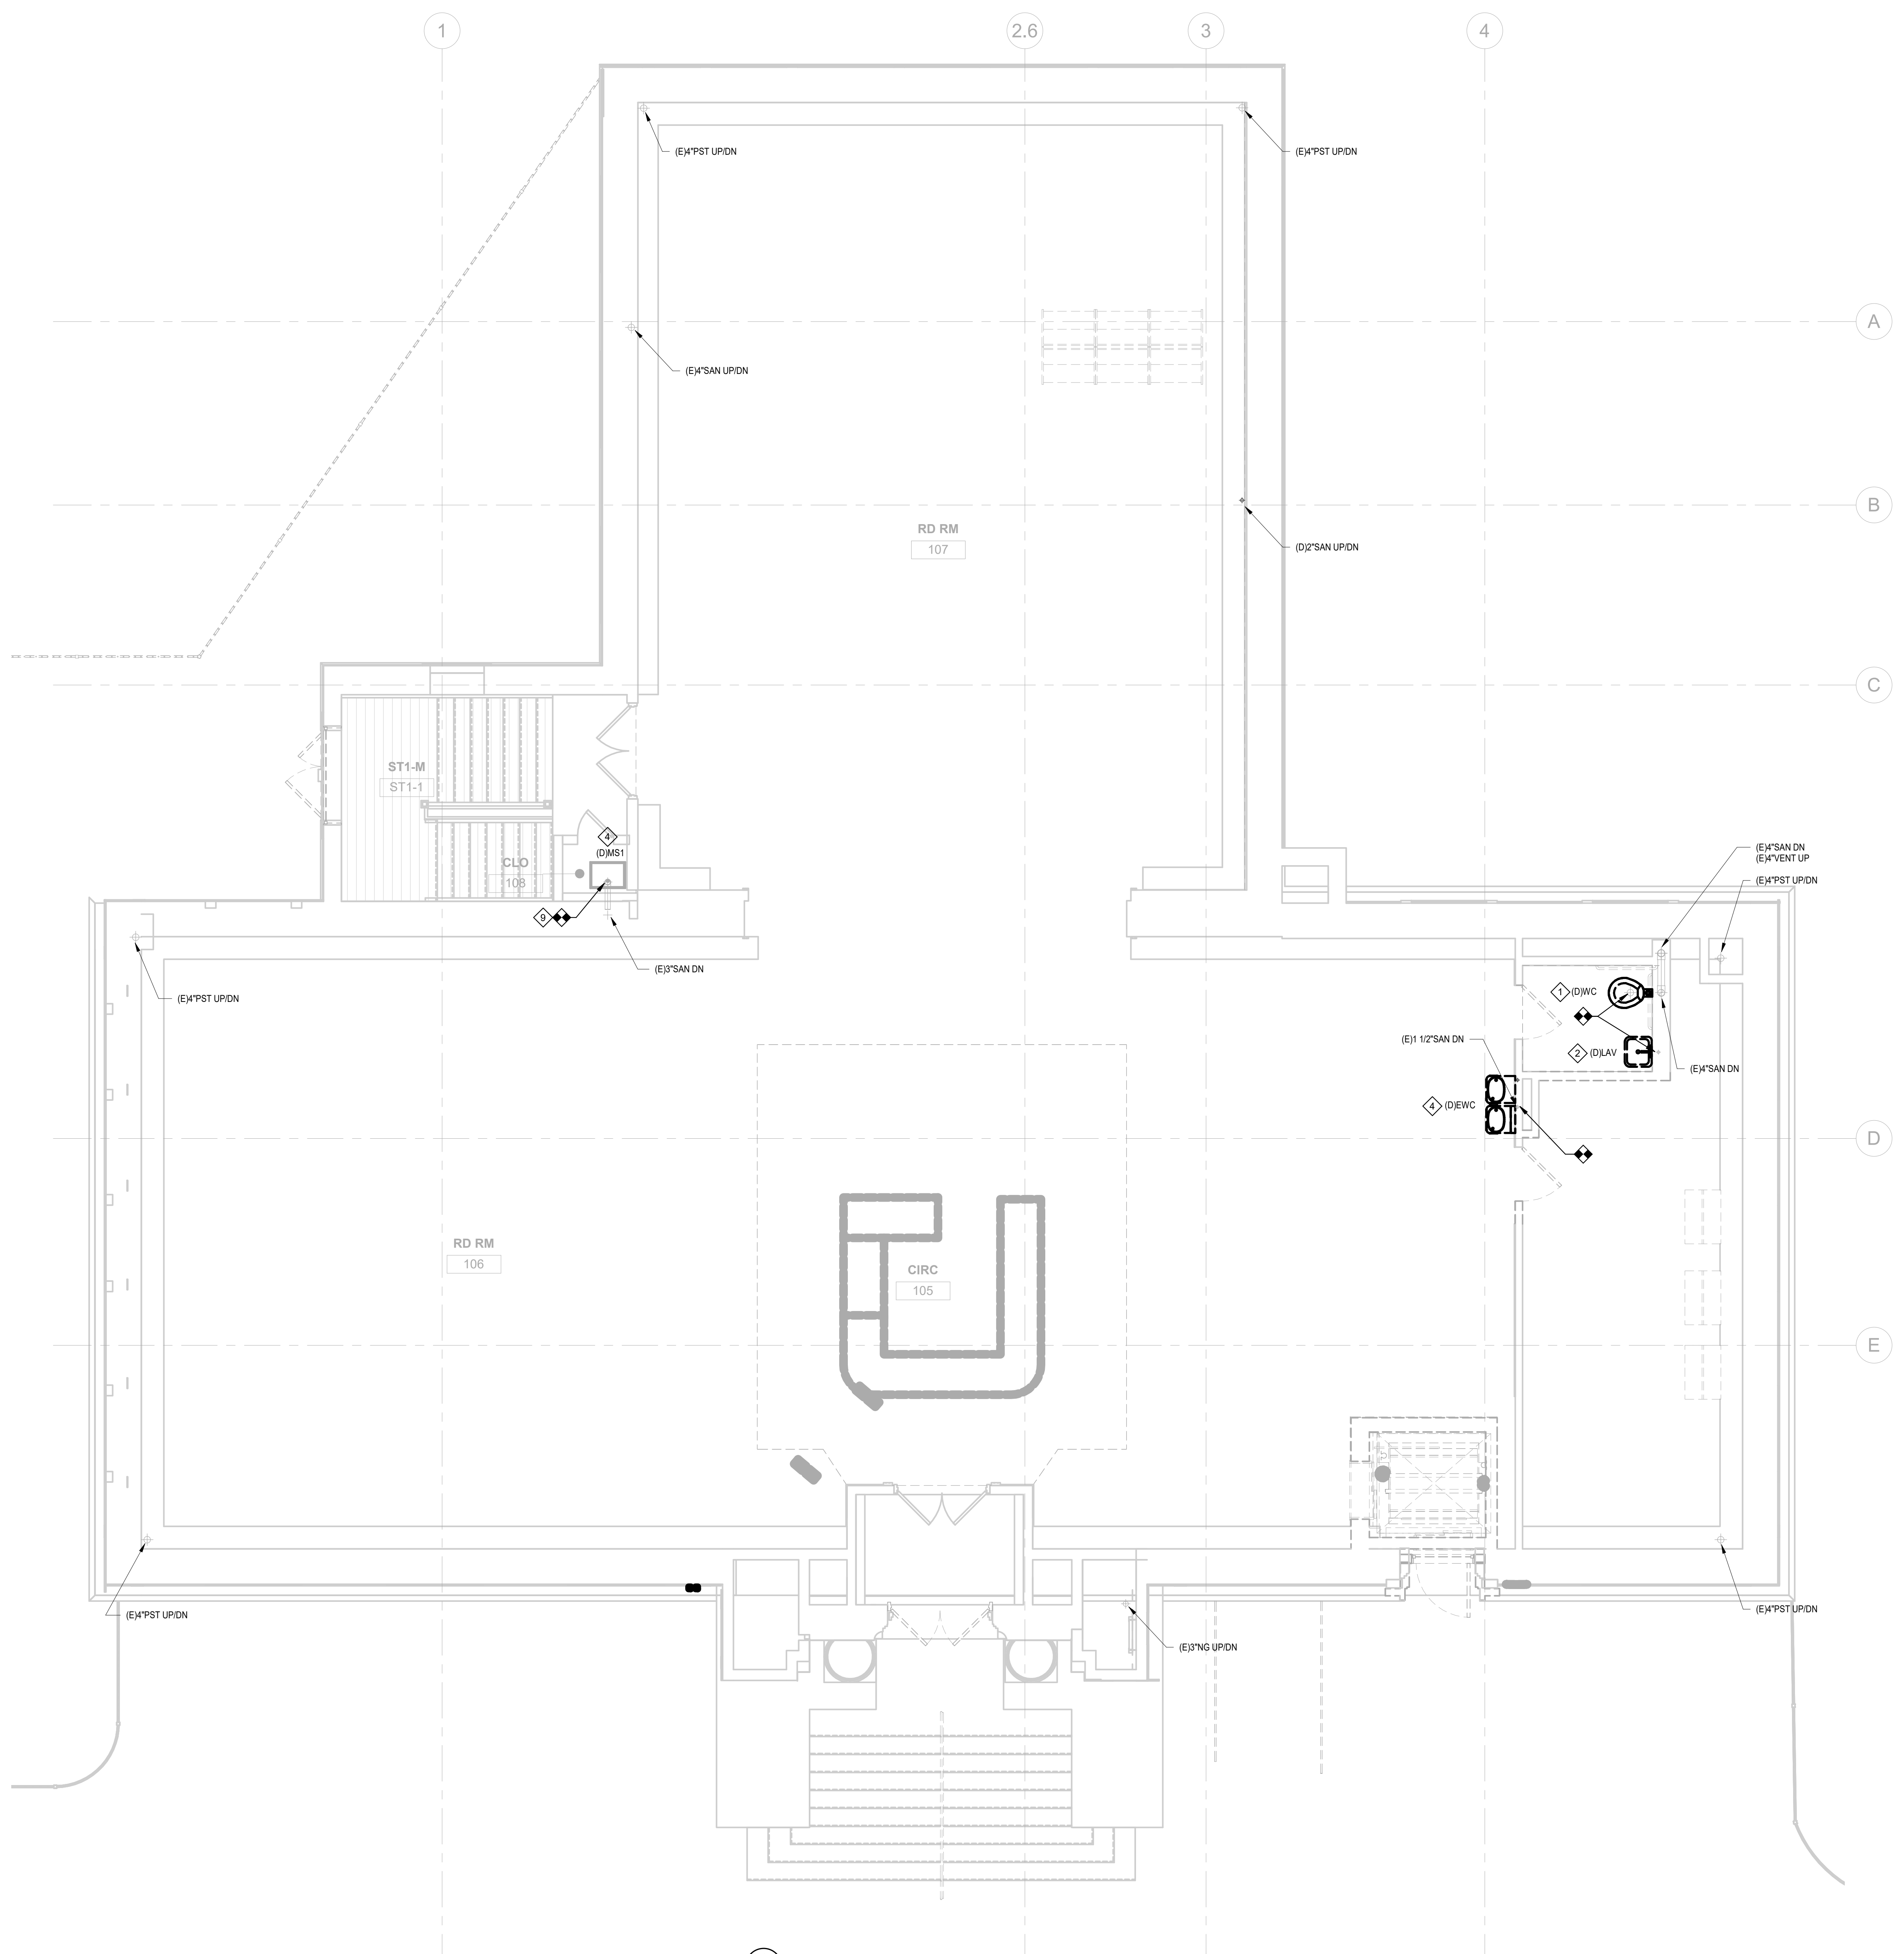 1
2.6
3
4
(E)4"PST UP/DN
(E)4"PST UP/DN
A
(E)4"SAN UP/DN
B
RD RM
107
(D)2"SAN UP/DN
C
ST1-M
ST1-1
4
(D)MS1
CLO
108
(E)4"SAN DN
(E)4"VENT UP
(E)4"PST UP/DN
9
(E)3"SAN DN
(E)4"PST UP/DN
1
(D)WC
(E)1 1/2"SAN DN
2
(D)LAV
(E)4"SAN DN
4
(D)EWC
D
RD RM
106
CIRC
105
E
(E)4"PST UP/DN
(E)4"PST UP/DN
(E)3"NG UP/DN